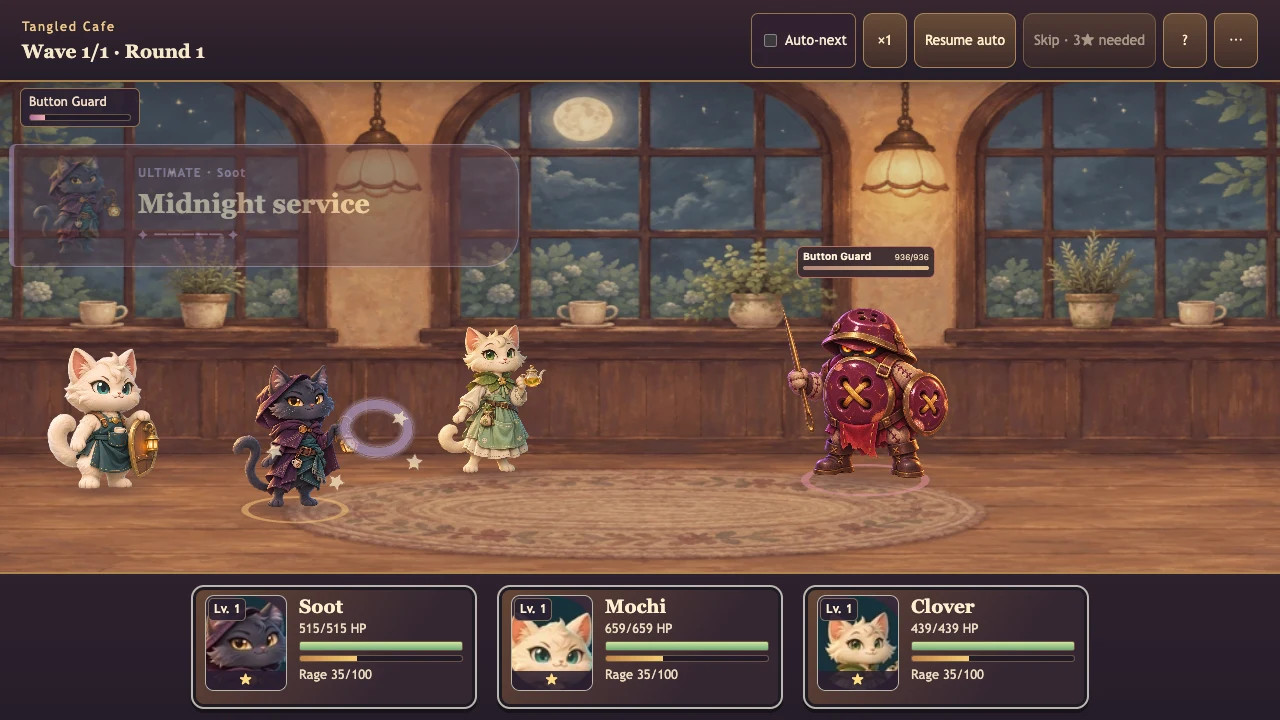 Tangled Cafe
Wave 1/1 · Round 1
Auto-next
×1
Resume auto
Skip · 3★ needed
?
···
Button Guard
ULTIMATE · Soot
Midnight service
Button Guard 936/936
Lv. 1
Soot
515/515 HP
Rage 35/100
Lv. 1
Mochi
659/659 HP
Rage 35/100
Lv. 1
Clover
439/439 HP
Rage 35/100